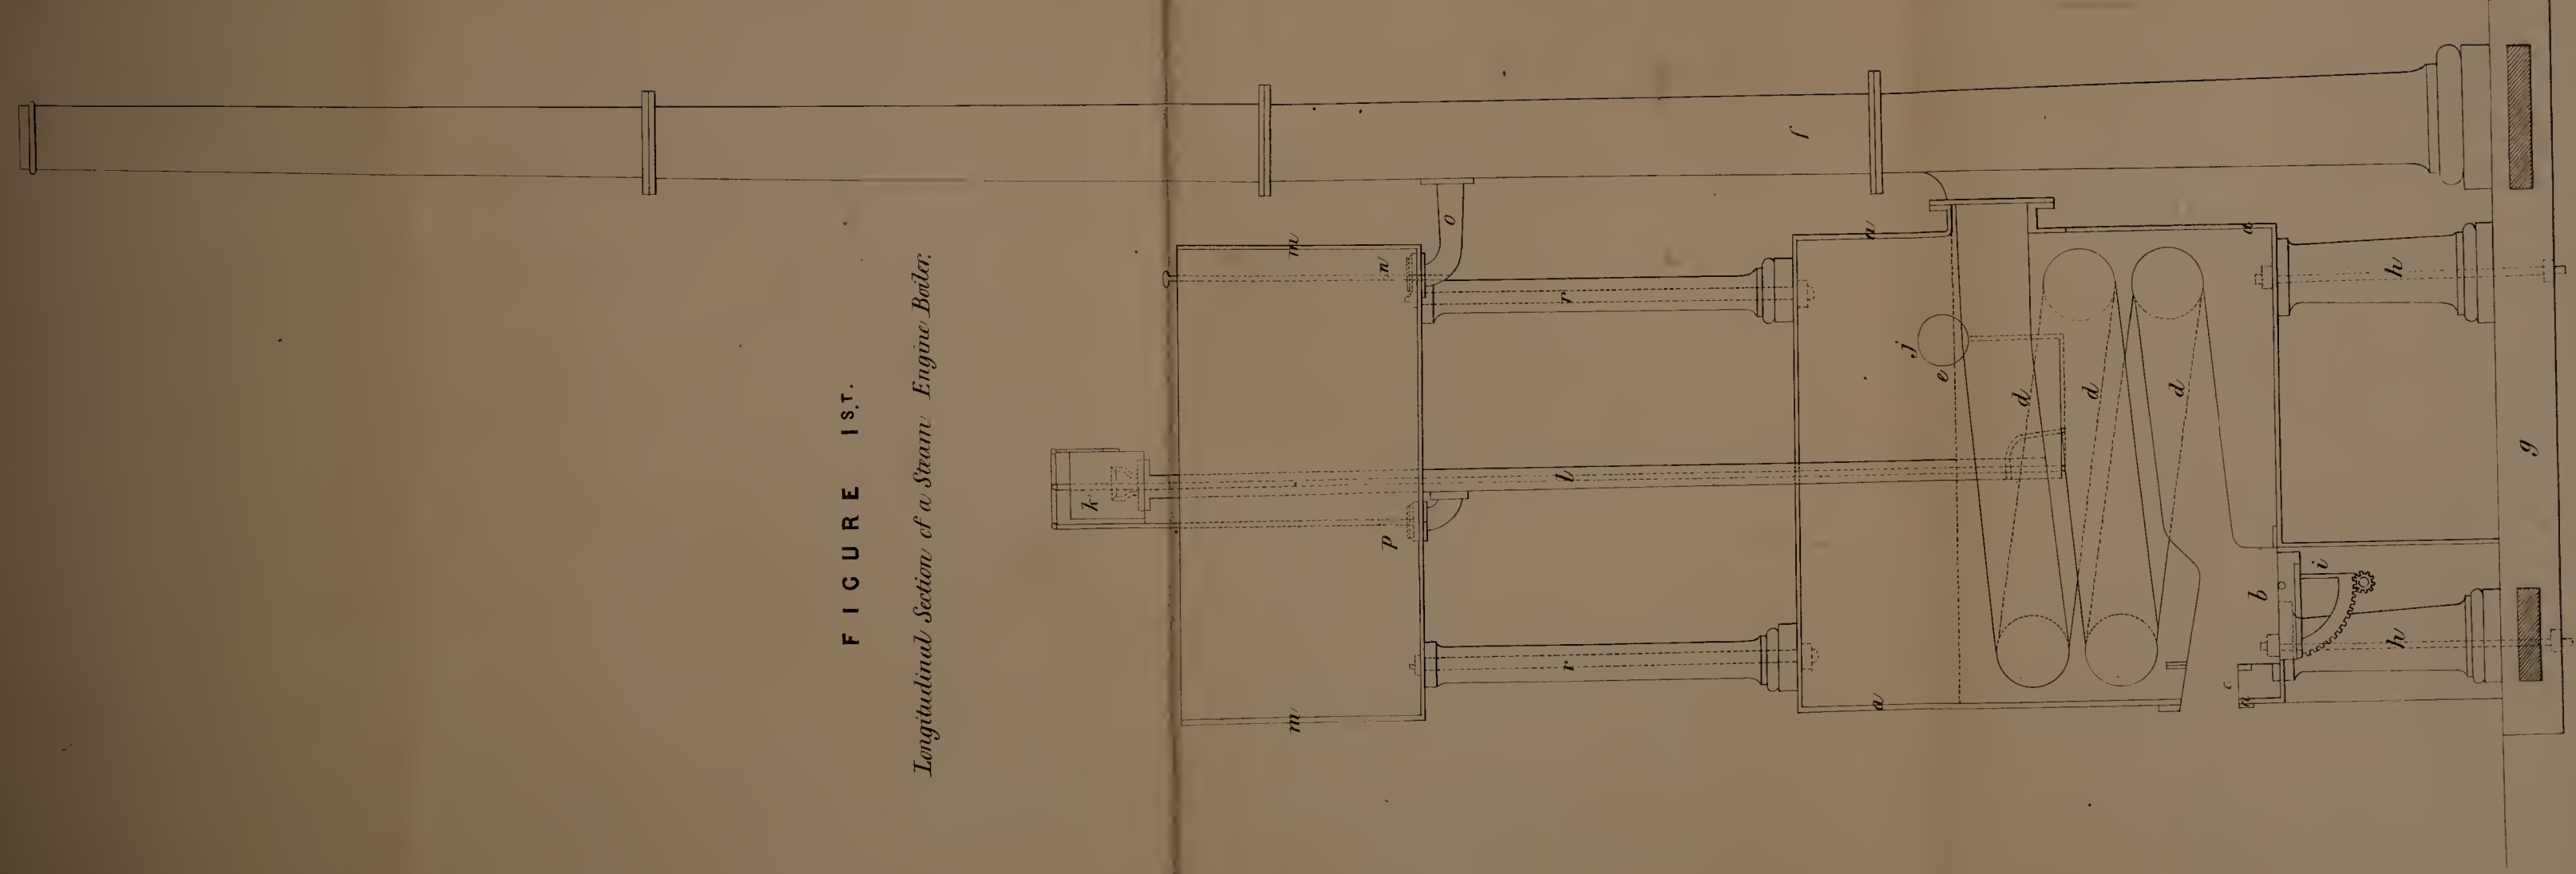 FIGURE 1ST.
Longitudinal Section of a Steam Engine Boiler.
k
m
m
n
o
p
l
r
r
f
a
a
a
j
e
d
d
d
b
c
i
h
h
g